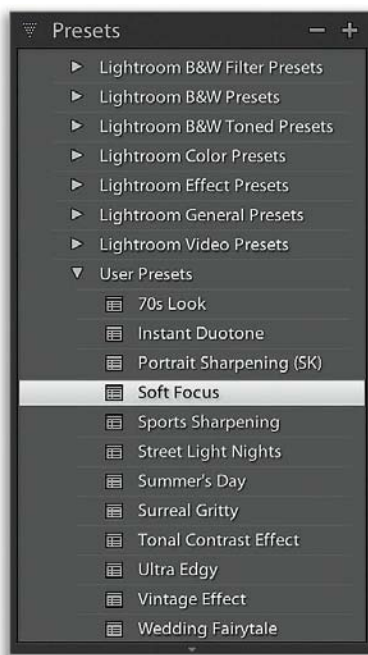 Presets
Lightroom B&W Filter Presets
Lightroom B&W Presets
Lightroom B&W Toned Presets
Lightroom Color Presets
Lightroom Effect Presets
Lightroom General Presets
Lightroom Video Presets
User Presets
70s Look
Instant Duotone
Portrait Sharpening (SK)
Soft Focus
Sports Sharpening
Street Light Nights
Summer's Day
Surreal Gritty
Tonal Contrast Effect
Ultra Edgy
Vintage Effect
Wedding Fairytale